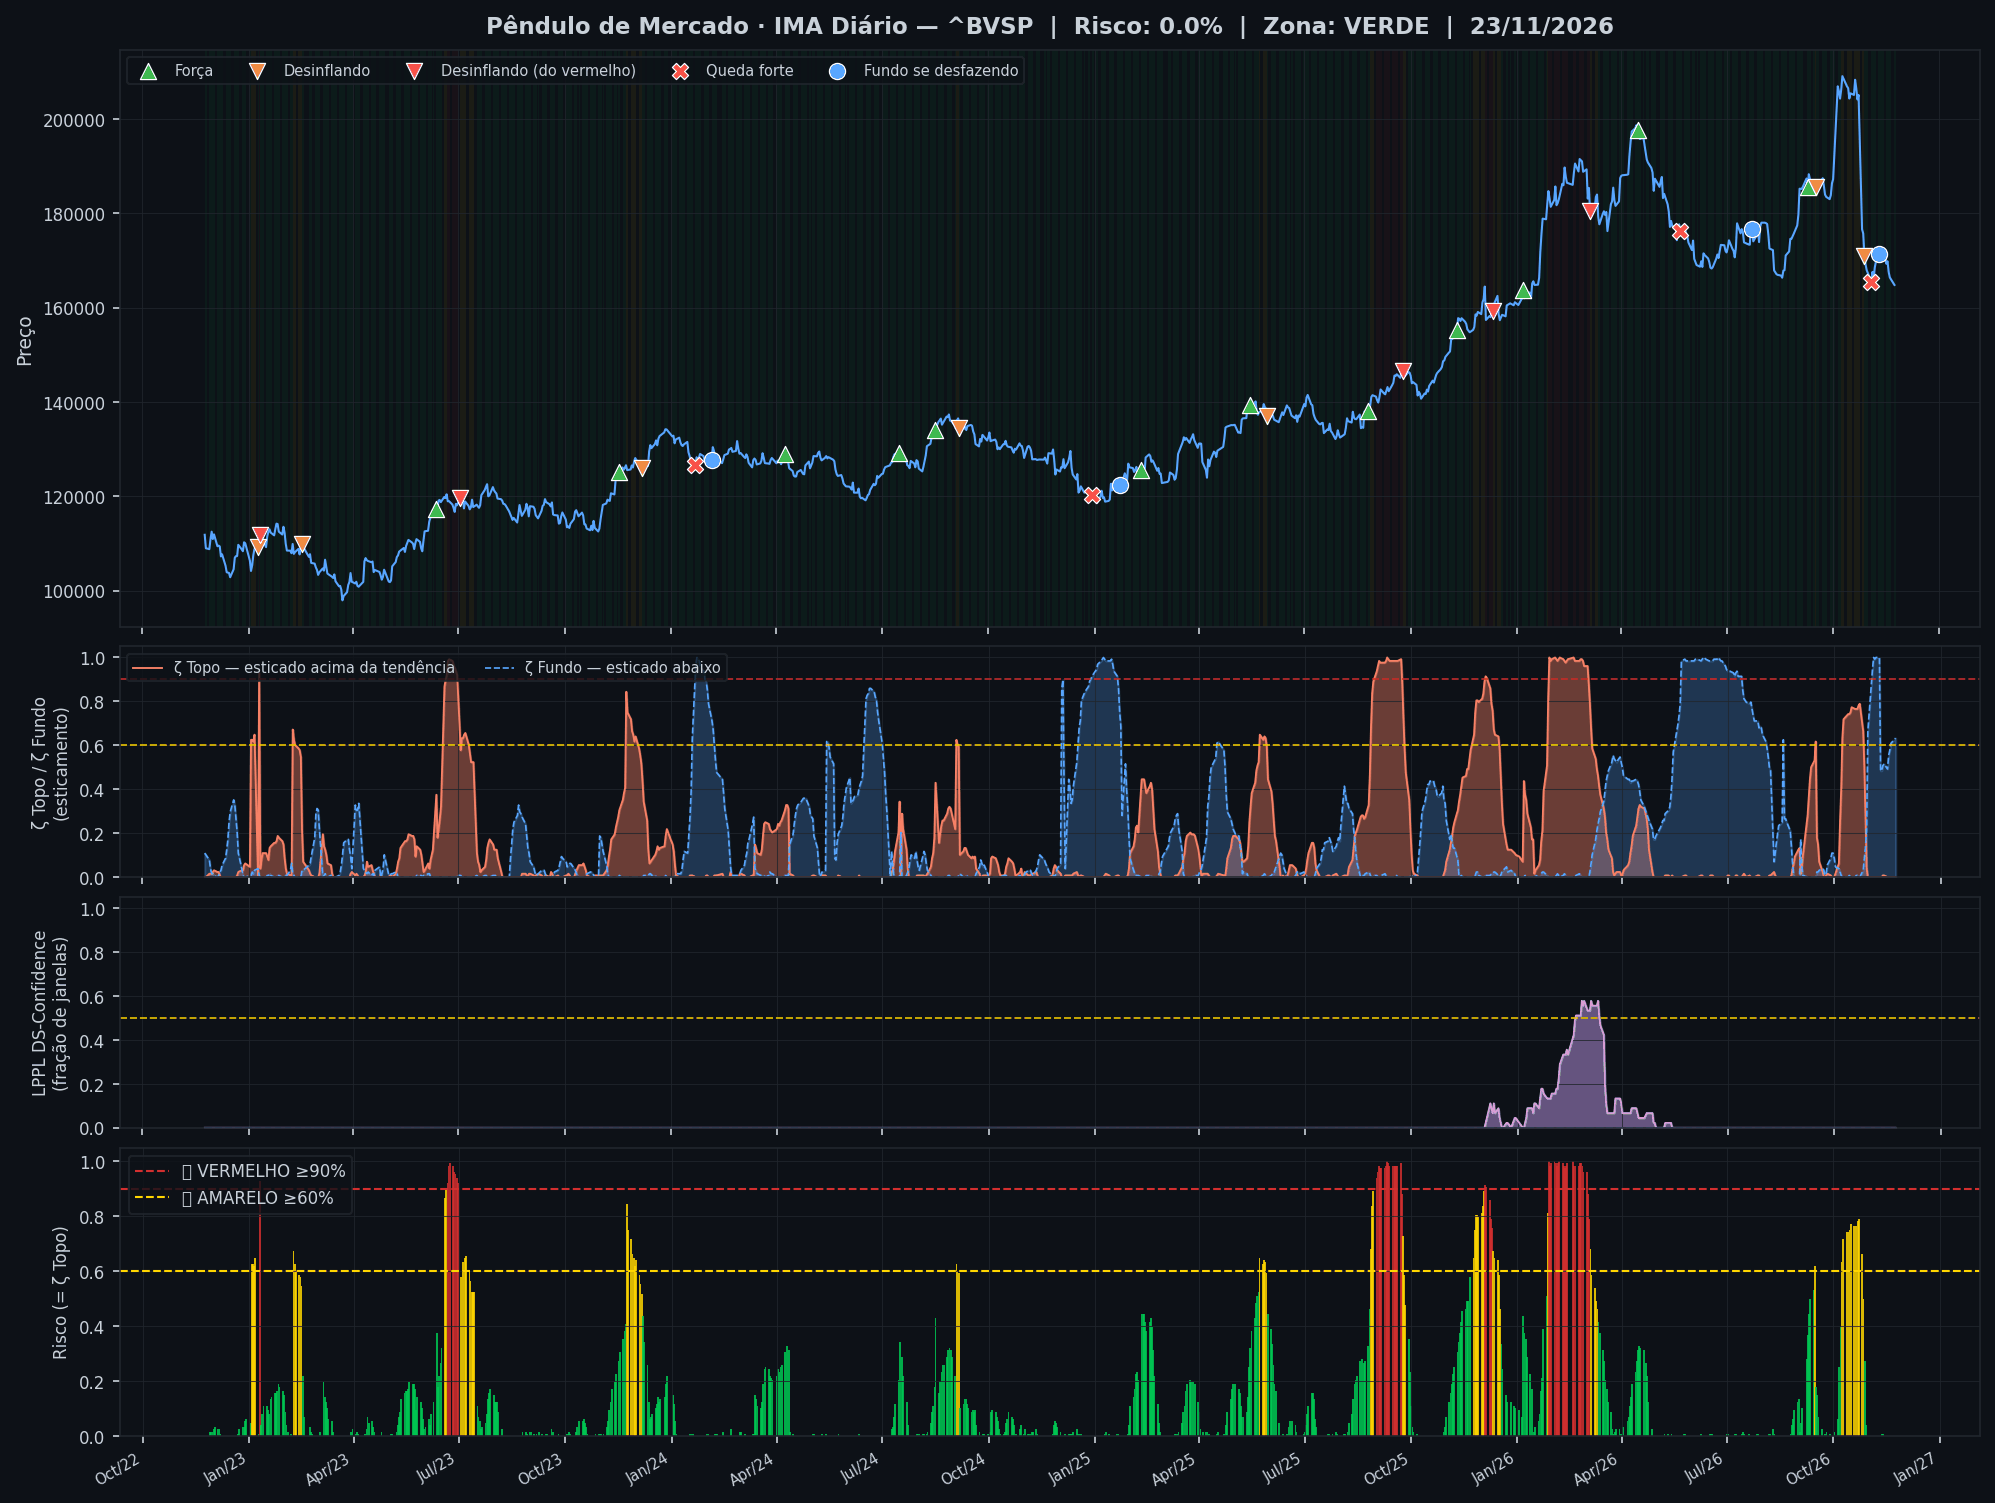 Pêndulo de Mercado · IMA Diário — ^BVSP | Risco: 0.0% | Zona: VERDE | 23/11/2026
Força
Desinflando
Desinflando (do vermelho)
Queda forte
Fundo se desfazendo
Preço
200000
180000
160000
140000
120000
100000
ζ Topo — esticado acima da tendência
ζ Fundo — esticado abaixo
ζ Topo / ζ Fundo
(esticamento)
1.0
0.8
0.6
0.4
0.2
0.0
LPPL DS-Confidence
(fração de janelas)
1.0
0.8
0.6
0.4
0.2
0.0
VERMELHO ≥90%
AMARELO ≥60%
Risco (= ζ Topo)
1.0
0.8
0.6
0.4
0.2
0.0
Oct/22
Jan/23
Apr/23
Jul/23
Oct/23
Jan/24
Apr/24
Jul/24
Oct/24
Jan/25
Apr/25
Jul/25
Oct/25
Jan/26
Apr/26
Jul/26
Oct/26
Jan/27